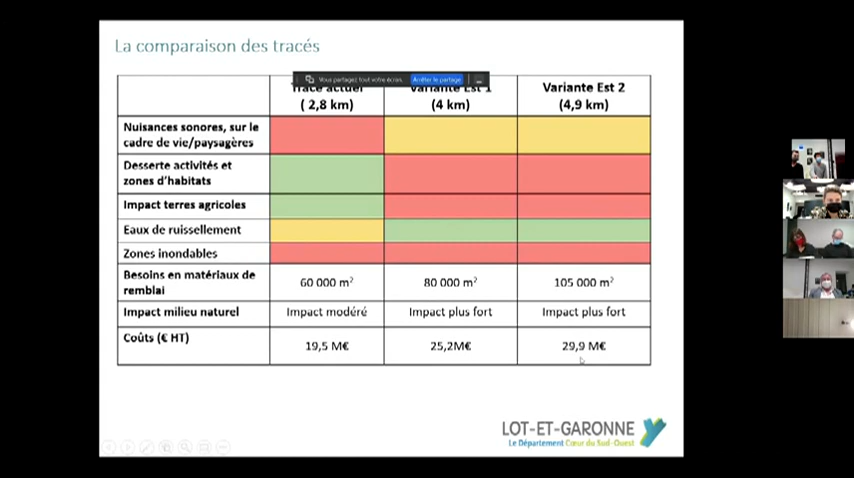 La comparaison des tracés
Vous partagez tout votre écran. Arrêter le partage
Tracé actuel
( 2,8 km)
Variante Est 1
(4 km)
Variante Est 2
(4,9 km)
Nuisances sonores, sur le
cadre de vie/paysagères
Desserte activités et
zones d'habitats
Impact terres agricoles
Eaux de ruissellement
Zones inondables
Besoins en matériaux de
remblai
60 000 m²
80 000 m²
105 000 m²
Impact milieu naturel
Impact modéré
Impact plus fort
Impact plus fort
Coûts (€ HT)
19,5 M€
25,2M€
29,9 M€
LOT-ET-GARONNE
Le Département Cœur du Sud-Ouest